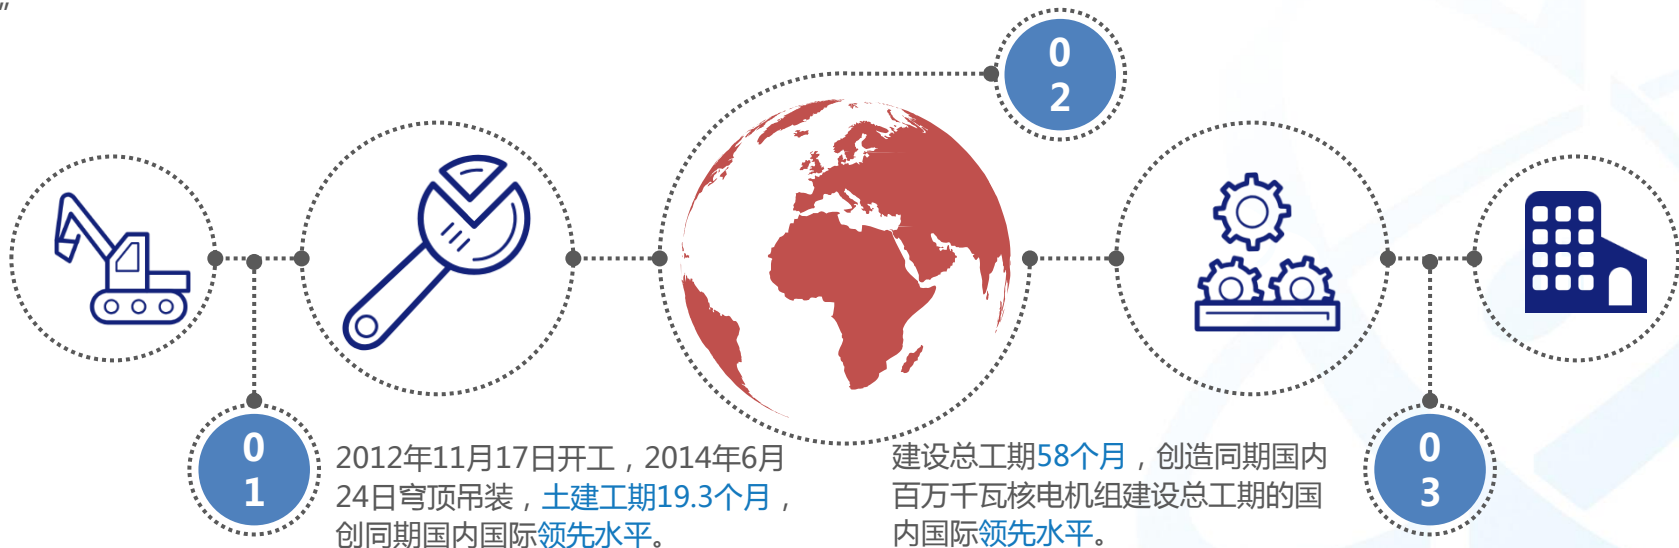 "
0
2
0
1
2012年11月17日开工，2014年6月
24日穹顶吊装，土建工期19.3个月，
创同期国内国际领先水平。
建设总工期58个月，创造同期国内
百万千瓦核电机组建设总工期的国
内国际领先水平。
0
3